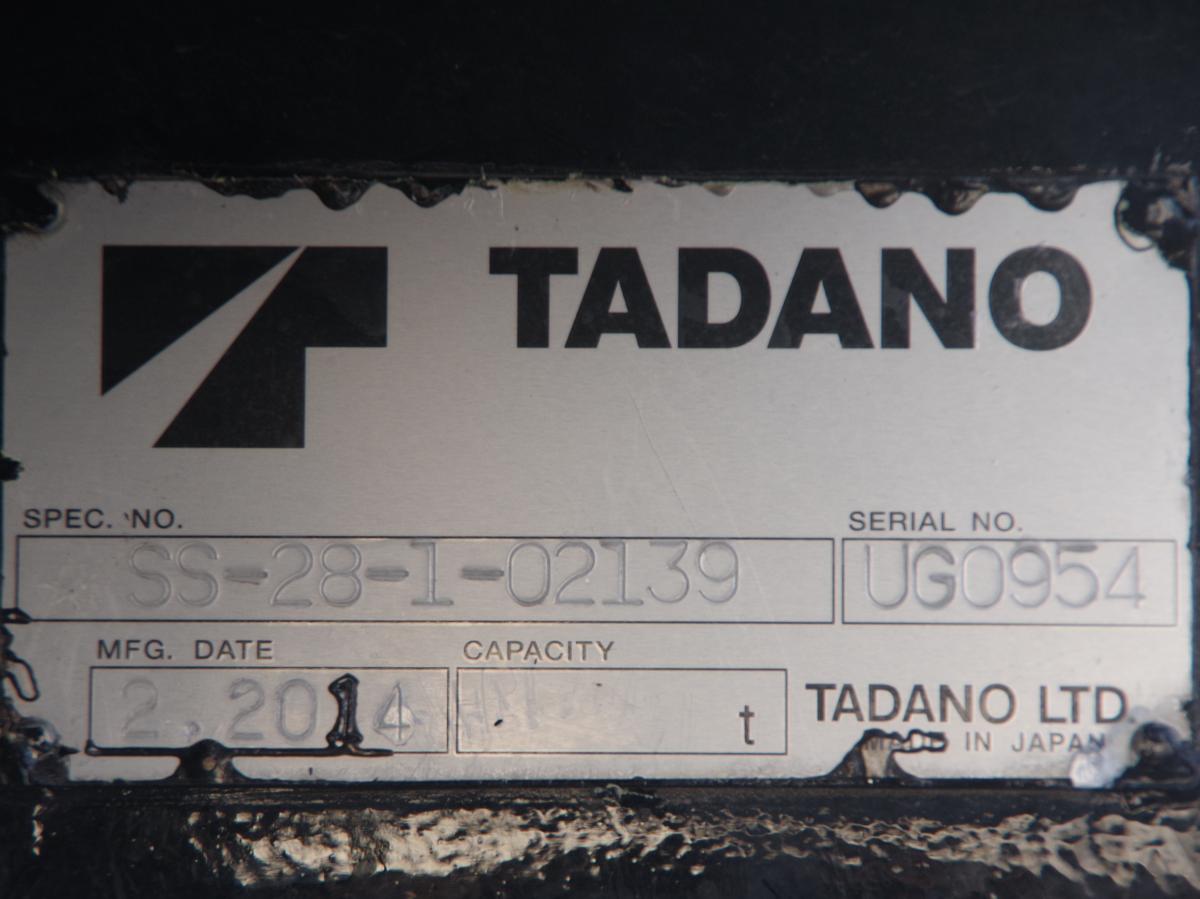 TADANO
SPEC. NO. SERIAL NO.
SS-28-1-02139 UG0954
MFG. DATE CAPACITY
2.2014 t TADANO LTD.
MADE IN JAPAN